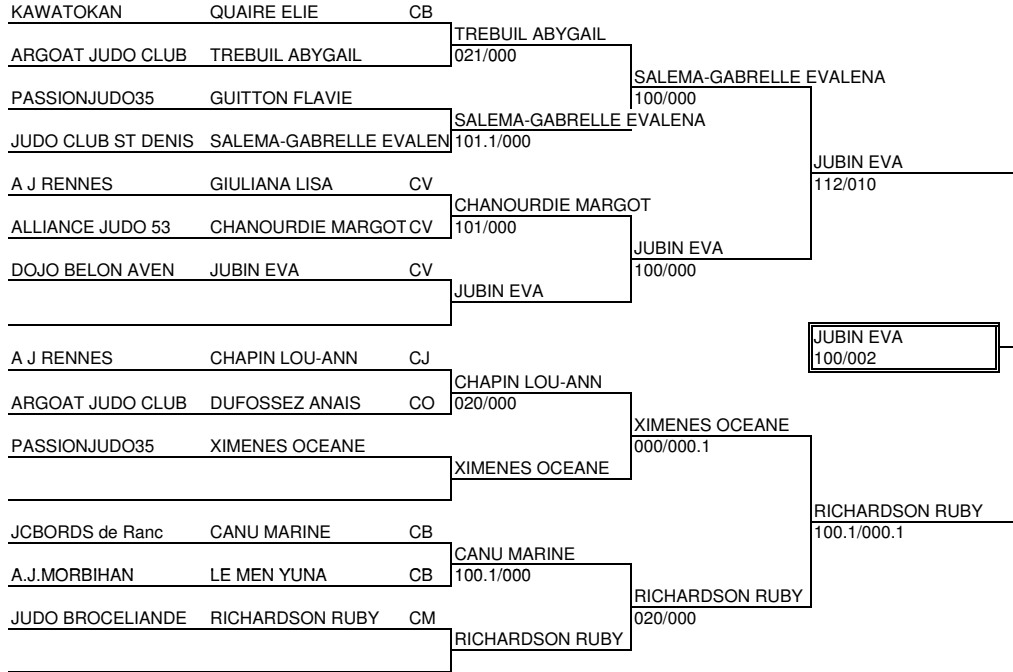 KAWATOKAN QUAIRE ELIE CB
TREBUIL ABYGAIL
ARGOAT JUDO CLUB TREBUIL ABYGAIL 021/000
SALEMA-GABRELLE EVALENA
PASSIONJUDO35 GUITTON FLAVIE 100/000
SALEMA-GABRELLE EVALENA
JUDO CLUB ST DENIS SALEMA-GABRELLE EVALEN 101.1/000
JUBIN EVA
A J RENNES GIULIANA LISA CV 112/010
CHANOURDIE MARGOT
ALLIANCE JUDO 53 CHANOURDIE MARGOT CV 101/000
JUBIN EVA
DOJO BELON AVEN JUBIN EVA CV 100/000
JUBIN EVA
JUBIN EVA
A J RENNES CHAPIN LOU-ANN CJ 100/002
CHAPIN LOU-ANN
ARGOAT JUDO CLUB DUFOSSEZ ANAIS CO 020/000
XIMENES OCEANE
PASSIONJUDO35 XIMENES OCEANE 000/000.1
XIMENES OCEANE
RICHARDSON RUBY
JCBORDS de Ranc CANU MARINE CB 100.1/000.1
CANU MARINE
A.J.MORBIHAN LE MEN YUNA CB 100.1/000
RICHARDSON RUBY
JUDO BROCELIANDE RICHARDSON RUBY CM 020/000
RICHARDSON RUBY